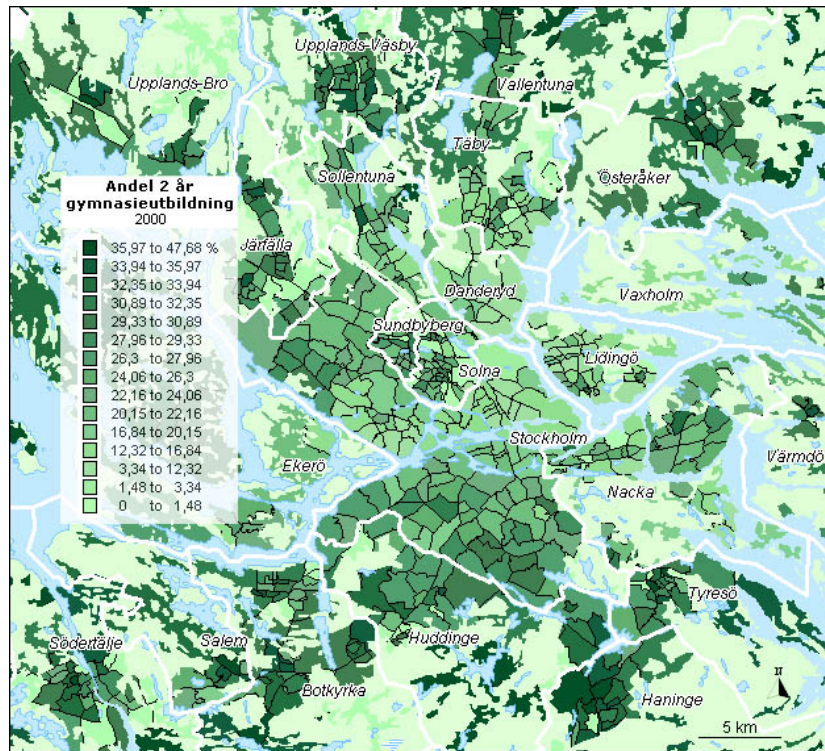 Upplands-Väsby
Upplands-Bro
Vallentuna
Täby
Sollentuna
Österåker
Andel 2 år
gymnasieutbildning
2000
35,97 to 47,68 %
33,94 to 35,97
32,35 to 33,94
30,89 to 32,35
29,33 to 30,89
27,96 to 29,33
26,3 to 27,96
24,06 to 26,3
22,16 to 24,06
20,15 to 22,16
16,84 to 20,15
12,32 to 16,84
3,34 to 12,32
1,48 to 3,34
0 to 1,48
Järfälla
Danderyd
Vaxholm
Sundbyberg
Lidingö
Solna
Stockholm
Ekerö
Värmdö
Nacka
Tyresö
Södertälje
Salem
Huddinge
Botkyrka
Haninge
N
5 km